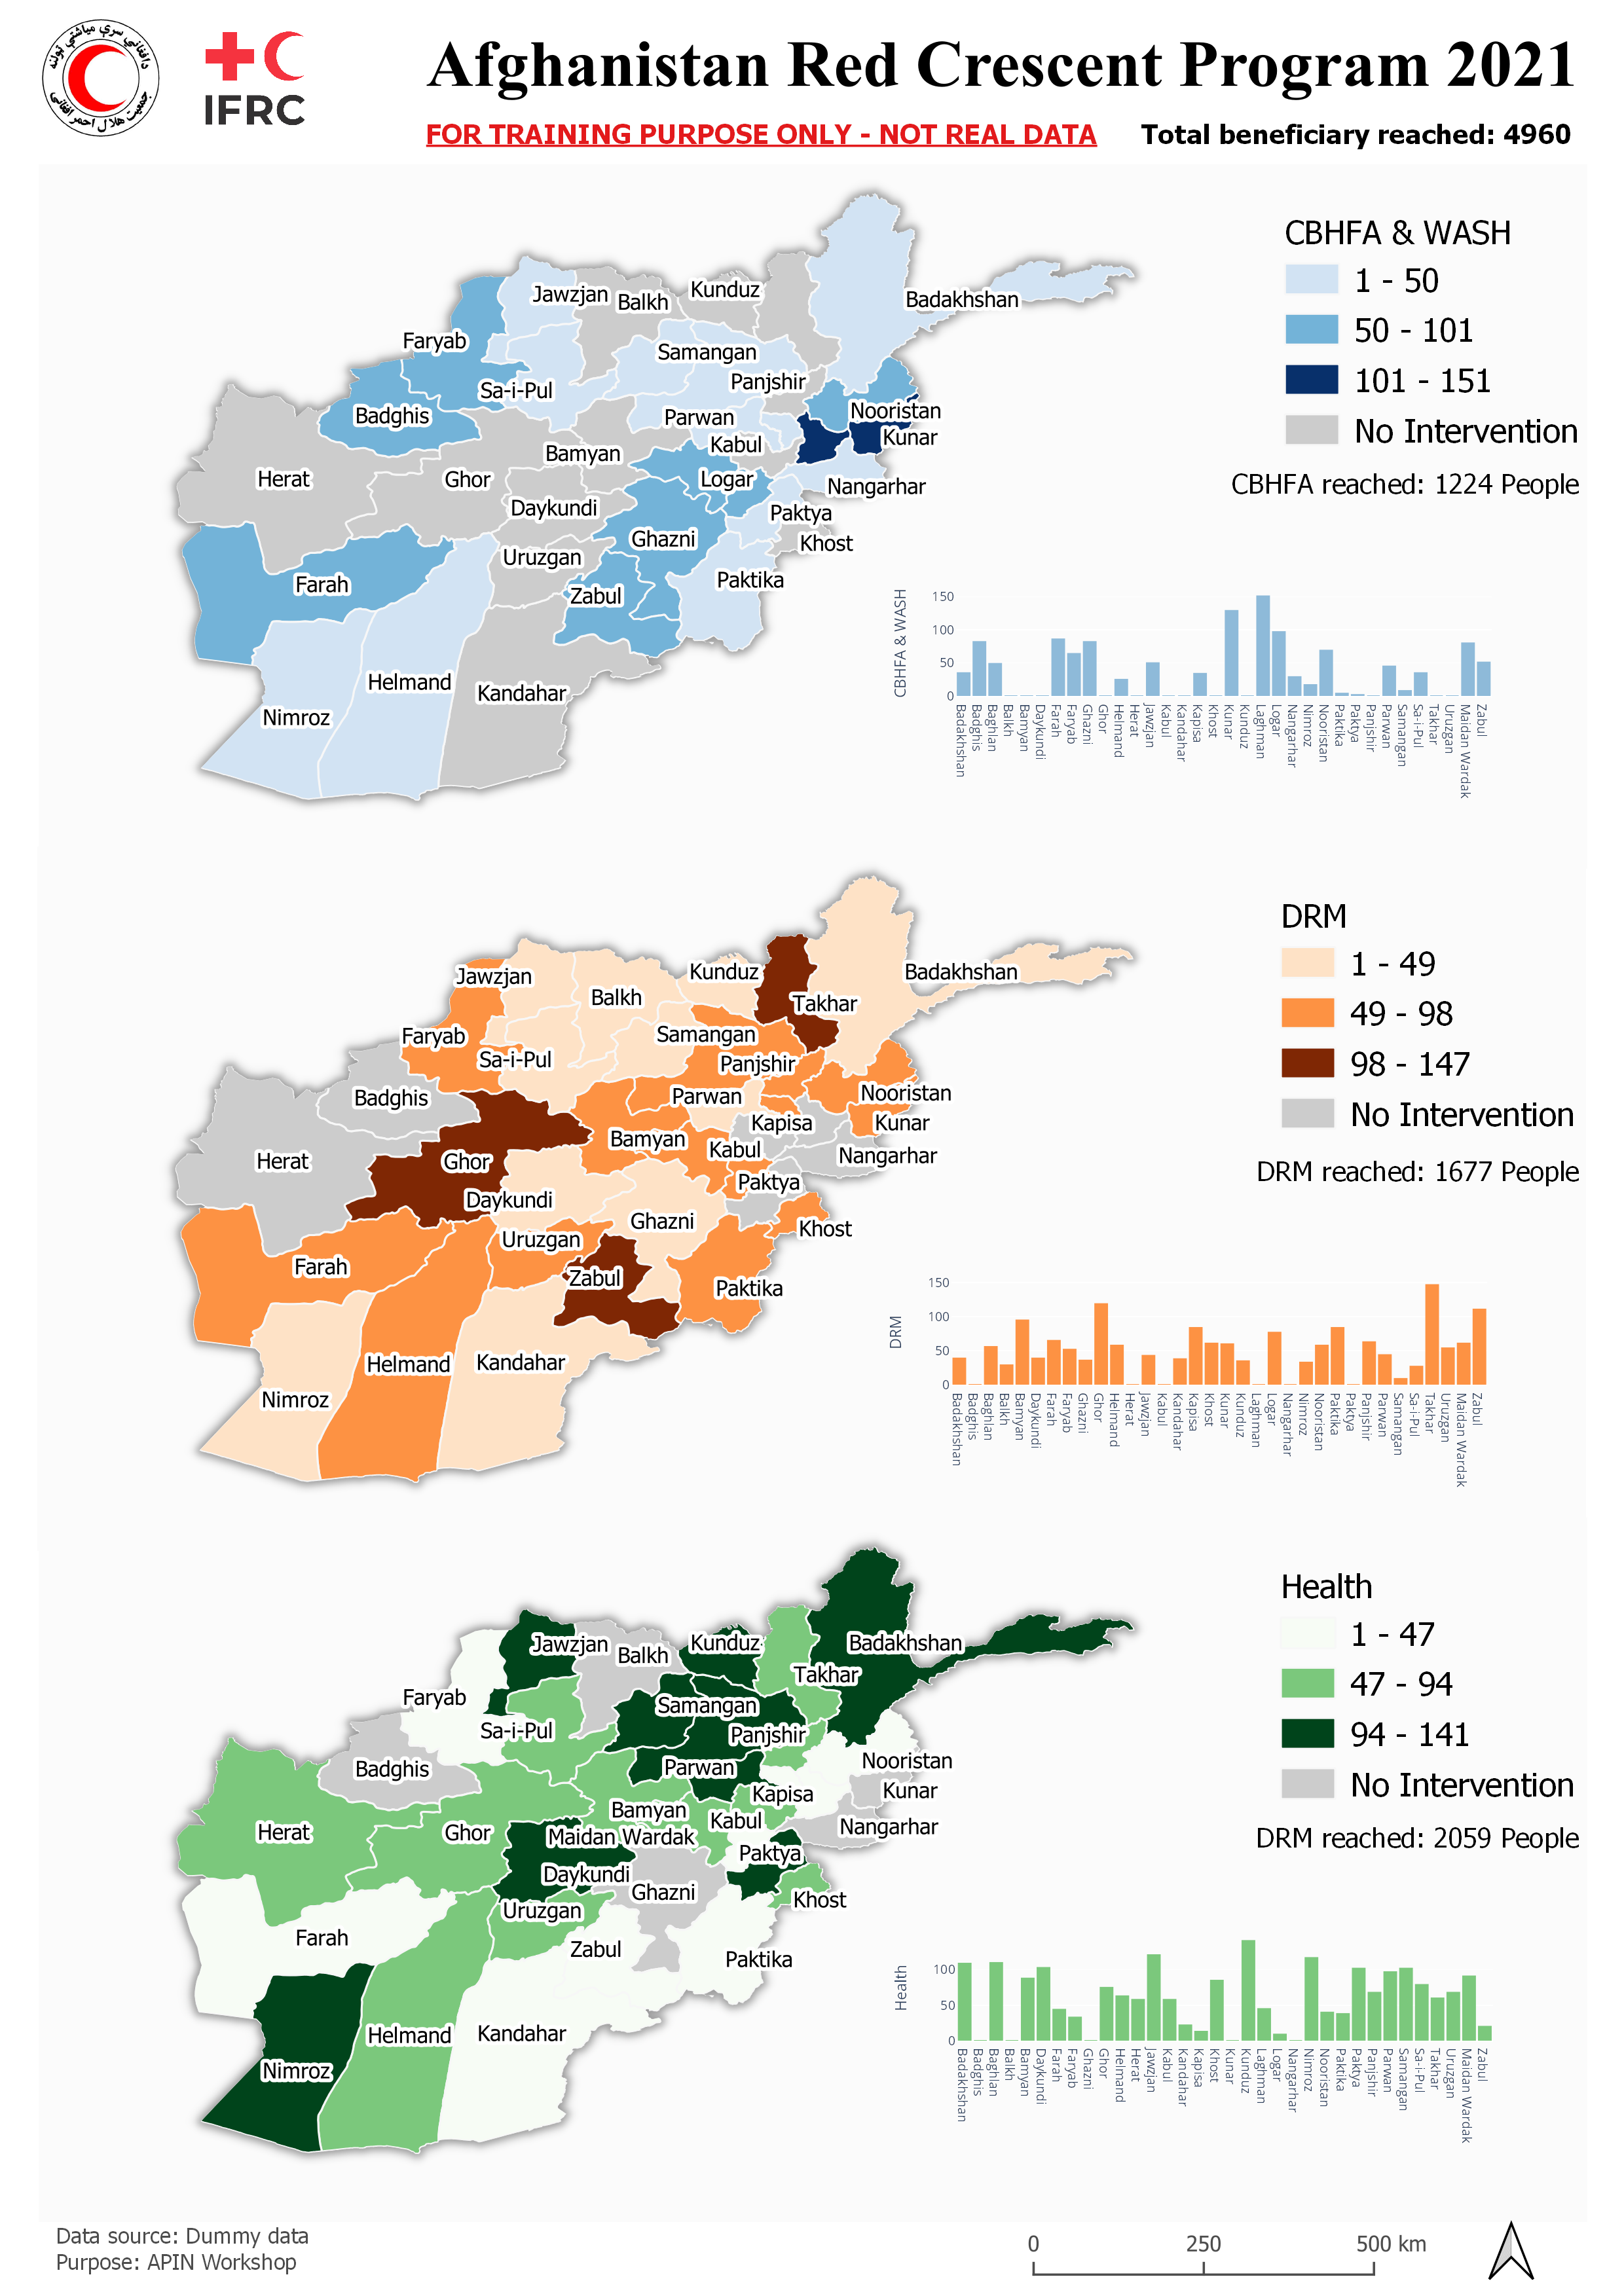 دافغاني سرې میاشتې ټولنه
جمعیت هلال احمر افغانی
IFRC
Afghanistan Red Crescent Program 2021
FOR TRAINING PURPOSE ONLY - NOT REAL DATA
Total beneficiary reached: 4960
CBHFA & WASH
1 - 50
50 - 101
101 - 151
No Intervention
CBHFA reached: 1224 People
Jawzjan
Balkh
Kunduz
Badakhshan
Faryab
Samangan
Panjshir
Sa-i-Pul
Badghis
Parwan
Nooristan
Kabul
Kunar
Bamyan
Herat
Ghor
Logar
Nangarhar
Daykundi
Paktya
Ghazni
Khost
Uruzgan
Farah
Zabul
Paktika
Helmand
Kandahar
Nimroz
CBHFA & WASH
150
100
50
0
Badakhshan
Badghis
Baghlan
Balkh
Bamyan
Daykundi
Farah
Faryab
Ghazni
Ghor
Helmand
Herat
Jawzjan
Kabul
Kandahar
Kapisa
Khost
Kunar
Kunduz
Laghman
Logar
Nangarhar
Nimroz
Nooristan
Paktika
Paktya
Panjshir
Parwan
Samangan
Sa-i-Pul
Takhar
Uruzgan
Maidan Wardak
Zabul
DRM
1 - 49
49 - 98
98 - 147
No Intervention
DRM reached: 1677 People
Jawzjan
Kunduz
Badakhshan
Balkh
Takhar
Faryab
Samangan
Sa-i-Pul
Panjshir
Badghis
Parwan
Nooristan
Kapisa
Kunar
Bamyan
Kabul
Nangarhar
Herat
Ghor
Paktya
Daykundi
Ghazni
Khost
Uruzgan
Farah
Zabul
Paktika
Helmand
Kandahar
Nimroz
DRM
150
100
50
0
Badakhshan
Badghis
Baghlan
Balkh
Bamyan
Daykundi
Farah
Faryab
Ghazni
Ghor
Helmand
Herat
Jawzjan
Kabul
Kandahar
Kapisa
Khost
Kunar
Kunduz
Laghman
Logar
Nangarhar
Nimroz
Nooristan
Paktika
Paktya
Panjshir
Parwan
Samangan
Sa-i-Pul
Takhar
Uruzgan
Maidan Wardak
Zabul
Health
1 - 47
47 - 94
94 - 141
No Intervention
DRM reached: 2059 People
Jawzjan
Balkh
Kunduz
Badakhshan
Takhar
Faryab
Samangan
Sa-i-Pul
Panjshir
Badghis
Parwan
Nooristan
Kapisa
Kunar
Bamyan
Kabul
Nangarhar
Herat
Ghor
Maidan Wardak
Paktya
Daykundi
Ghazni
Khost
Uruzgan
Farah
Zabul
Paktika
Helmand
Kandahar
Nimroz
Health
100
50
0
Badakhshan
Badghis
Baghlan
Balkh
Bamyan
Daykundi
Farah
Faryab
Ghazni
Ghor
Helmand
Herat
Jawzjan
Kabul
Kandahar
Kapisa
Khost
Kunar
Kunduz
Laghman
Logar
Nangarhar
Nimroz
Nooristan
Paktika
Paktya
Panjshir
Parwan
Samangan
Sa-i-Pul
Takhar
Uruzgan
Maidan Wardak
Zabul
Data source: Dummy data
Purpose: APIN Workshop
0 250 500 km